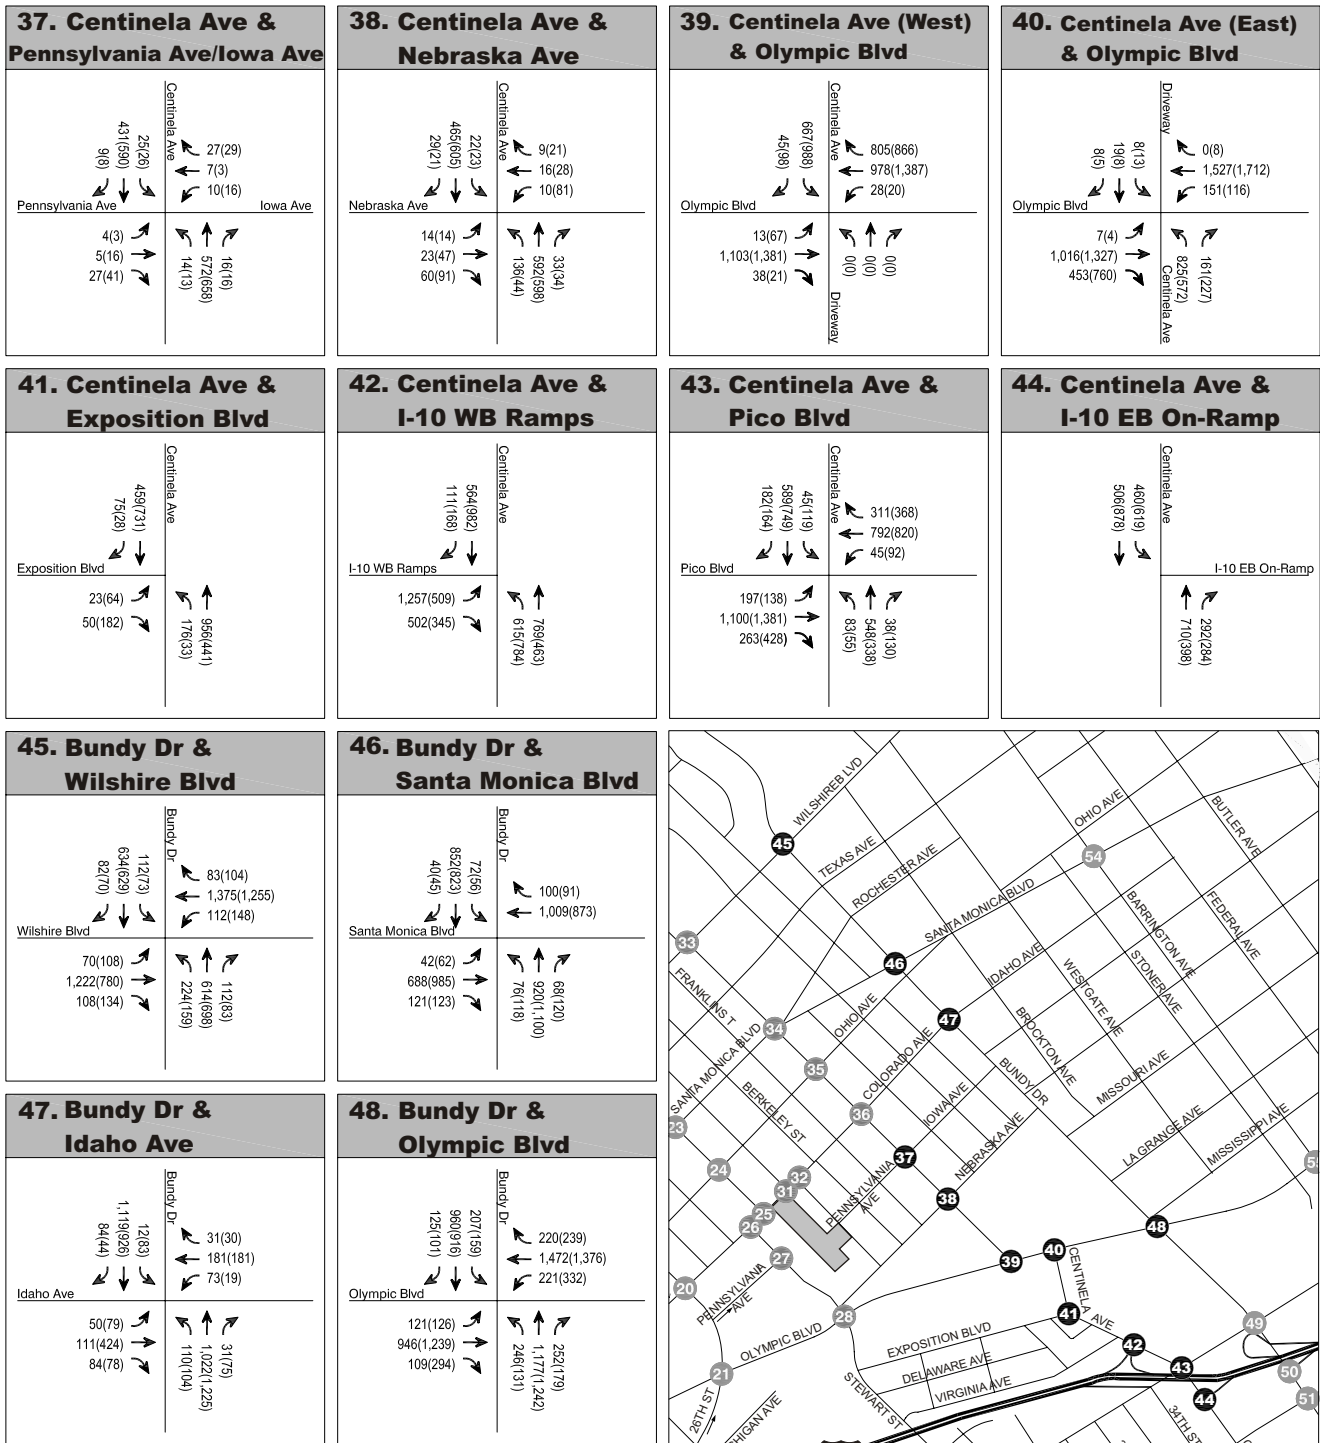 37. Centinela Ave &
Pennsylvania Ave/Iowa Ave
Centinela Ave
9(8)
431(590)
25(26)
27(29)
7(3)
10(16)
Pennsylvania Ave
Iowa Ave
4(3)
5(16)
27(41)
14(13)
572(658)
16(16)
38. Centinela Ave &
Nebraska Ave
Centinela Ave
29(21)
465(605)
22(23)
9(21)
16(28)
10(81)
Nebraska Ave
14(14)
23(47)
60(91)
136(44)
592(598)
33(34)
39. Centinela Ave (West)
& Olympic Blvd
Centinela Ave
45(98)
667(988)
805(866)
978(1,387)
28(20)
Olympic Blvd
13(67)
1,103(1,381)
38(21)
0(0)
0(0)
0(0)
Driveway
40. Centinela Ave (East)
& Olympic Blvd
Driveway
8(5)
19(8)
8(13)
0(8)
1,527(1,712)
151(116)
Olympic Blvd
7(4)
1,016(1,327)
453(760)
825(572)
161(227)
Centinela Ave
41. Centinela Ave &
Exposition Blvd
Centinela Ave
75(28)
459(731)
Exposition Blvd
23(64)
50(182)
176(33)
956(441)
42. Centinela Ave &
I-10 WB Ramps
Centinela Ave
111(168)
564(982)
I-10 WB Ramps
1,257(509)
502(345)
615(784)
769(463)
43. Centinela Ave &
Pico Blvd
Centinela Ave
182(164)
589(749)
45(119)
311(368)
792(820)
45(92)
Pico Blvd
197(138)
1,100(1,381)
263(428)
83(55)
548(338)
38(130)
44. Centinela Ave &
I-10 EB On-Ramp
Centinela Ave
506(878)
460(619)
I-10 EB On-Ramp
710(398)
292(284)
45. Bundy Dr &
Wilshire Blvd
Bundy Dr
82(70)
634(629)
112(73)
83(104)
1,375(1,255)
112(148)
Wilshire Blvd
70(108)
1,222(780)
108(134)
224(159)
614(698)
112(83)
46. Bundy Dr &
Santa Monica Blvd
Bundy Dr
40(45)
852(823)
72(56)
100(91)
1,009(873)
Santa Monica Blvd
42(62)
688(985)
121(123)
76(118)
920(1,100)
68(120)
47. Bundy Dr &
Idaho Ave
Bundy Dr
84(44)
1,119(926)
12(83)
31(30)
181(181)
73(19)
Idaho Ave
50(79)
111(424)
84(78)
110(104)
1,022(1,225)
31(75)
48. Bundy Dr &
Olympic Blvd
Bundy Dr
125(101)
960(916)
207(159)
220(239)
1,472(1,376)
221(332)
Olympic Blvd
121(126)
946(1,239)
109(294)
246(131)
1,177(1,242)
252(179)
WILSHIREB LVD
OHIO AVE
BUTLER AVE
45
54
TEXAS AVE
ROCHESTER AVE
SANTA MONICA BLVD
BARRINGTON AVE
FEDERAL AVE
33
46
IDAHO AVE
WESTGATE AVE
STONER AVE
FRANKLINS T
OHIO AVE
47
BROCKTON AVE
34
COLORADO AVE
SANTA MONICA BLVD
35
BUNDY DR
MISSOURI AVE
BERKELEY ST
36
IOWA AVE
23
NEBRASKA AVE
LA GRANGE AVE
MISSISSIPPI AVE
37
24
32
31
PENNSYLVANIA
AVE
38
25
26
48
27
40
39
CENTINELA
AVE
20
PENNSYLVANA
AVE
41
28
OLYMPIC BLVD
EXPOSITION BLVD
49
42
DELAWARE AVE
43
21
VIRGINIA AVE
50
44
51
26TH ST
STEWART ST
34TH ST
HIGAN AVE